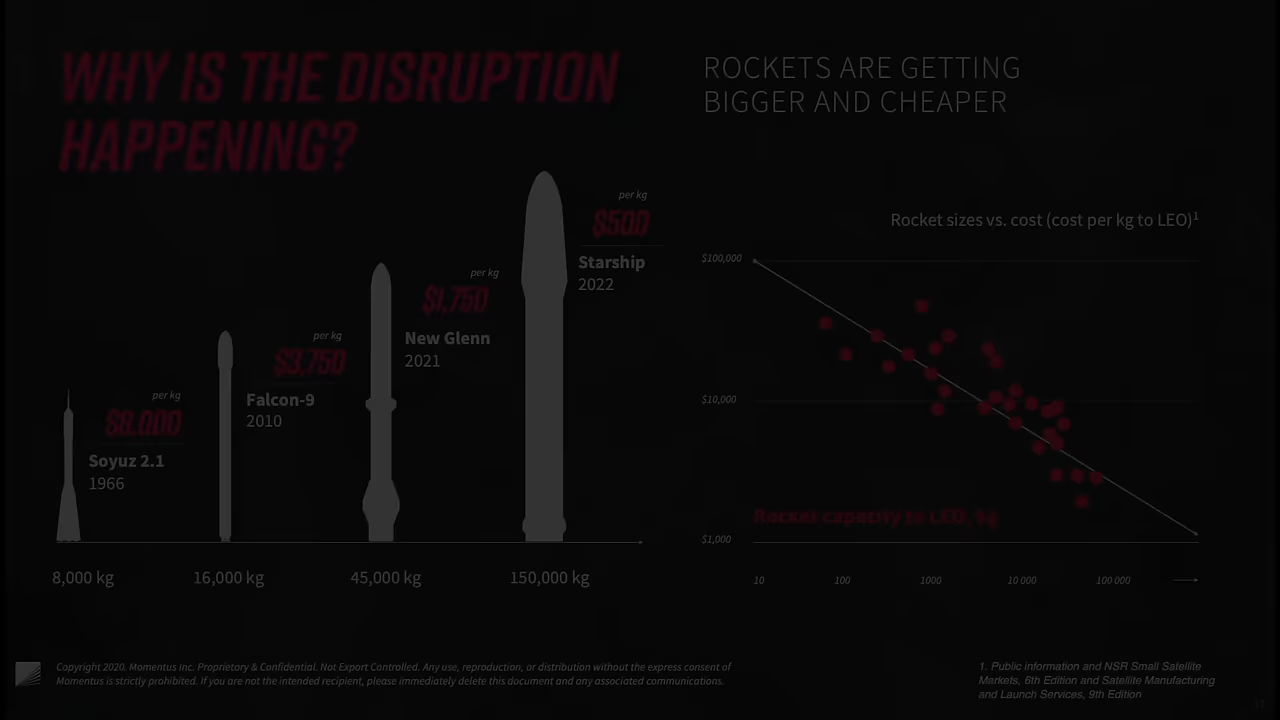 WHY IS THE DISRUPTION
HAPPENING?
ROCKETS ARE GETTING
BIGGER AND CHEAPER
per kg
$8.000
Soyuz 2.1
1966
per kg
$3,750
Falcon-9
2010
per kg
$1,750
New Glenn
2021
per kg
$500
Starship
2022
8,000 kg
16,000 kg
45,000 kg
150,000 kg
Rocket sizes vs. cost (cost per kg to LEO)1
$100,000
$10,000
$1,000
Rocket capacity to LEO, kg
10
100
1000
10 000
100 000
Copyright 2020. Momentus Inc. Proprietary & Confidential. Not Export Controlled. Any use, reproduction, or distribution without the express consent of
Momentus is strictly prohibited. If you are not the intended recipient, please immediately delete this document and any associated communications.
1. Public information and NSR Small Satellite
Markets, 6th Edition and Satellite Manufacturing
and Launch Services, 9th Edition